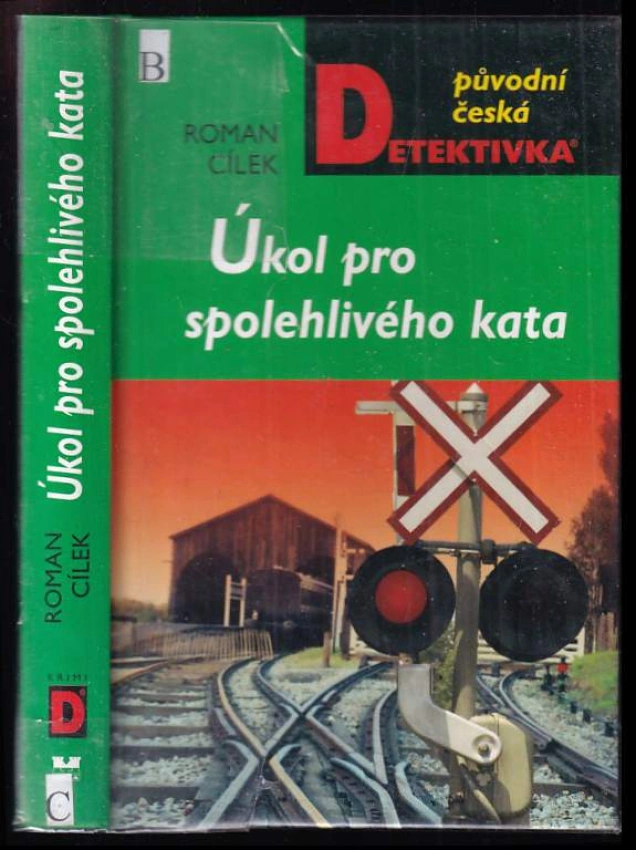 Úkol pro spolehlivého kata
ROMAN
CÍLEK
KRIMI
D
C
B
ROMAN
CÍLEK
původní
česká
DETEKTIVKA®
Úkol pro
spolehlivého kata